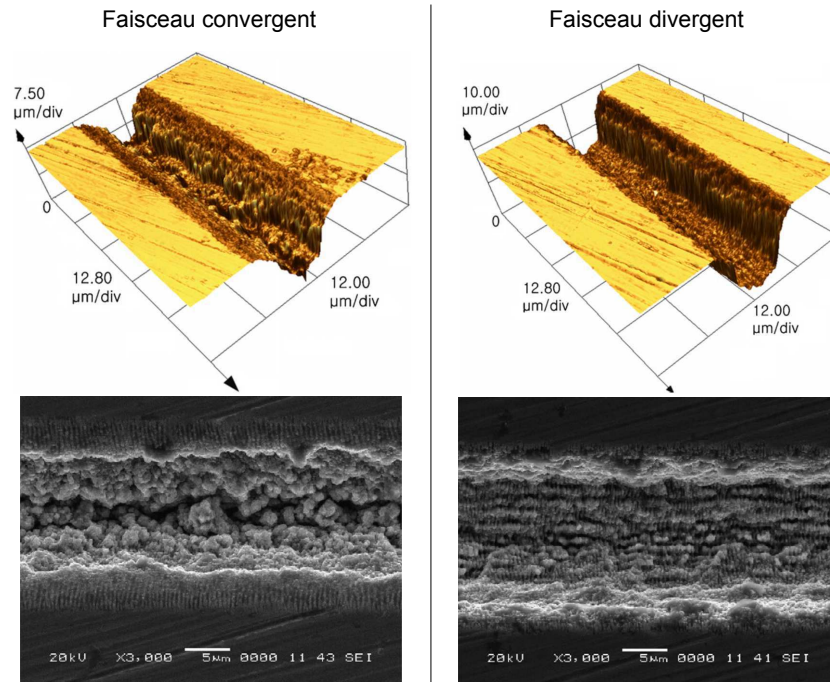 Faisceau convergent
Faisceau divergent
7.50
µm/div
0
12.80
µm/div
12.00
µm/div
10.00
µm/div
0
12.80
µm/div
12.00
µm/div
20kV X3,000 5µm 0000 11 43 SEI
20kV X3,000 5µm 0000 11 41 SEI